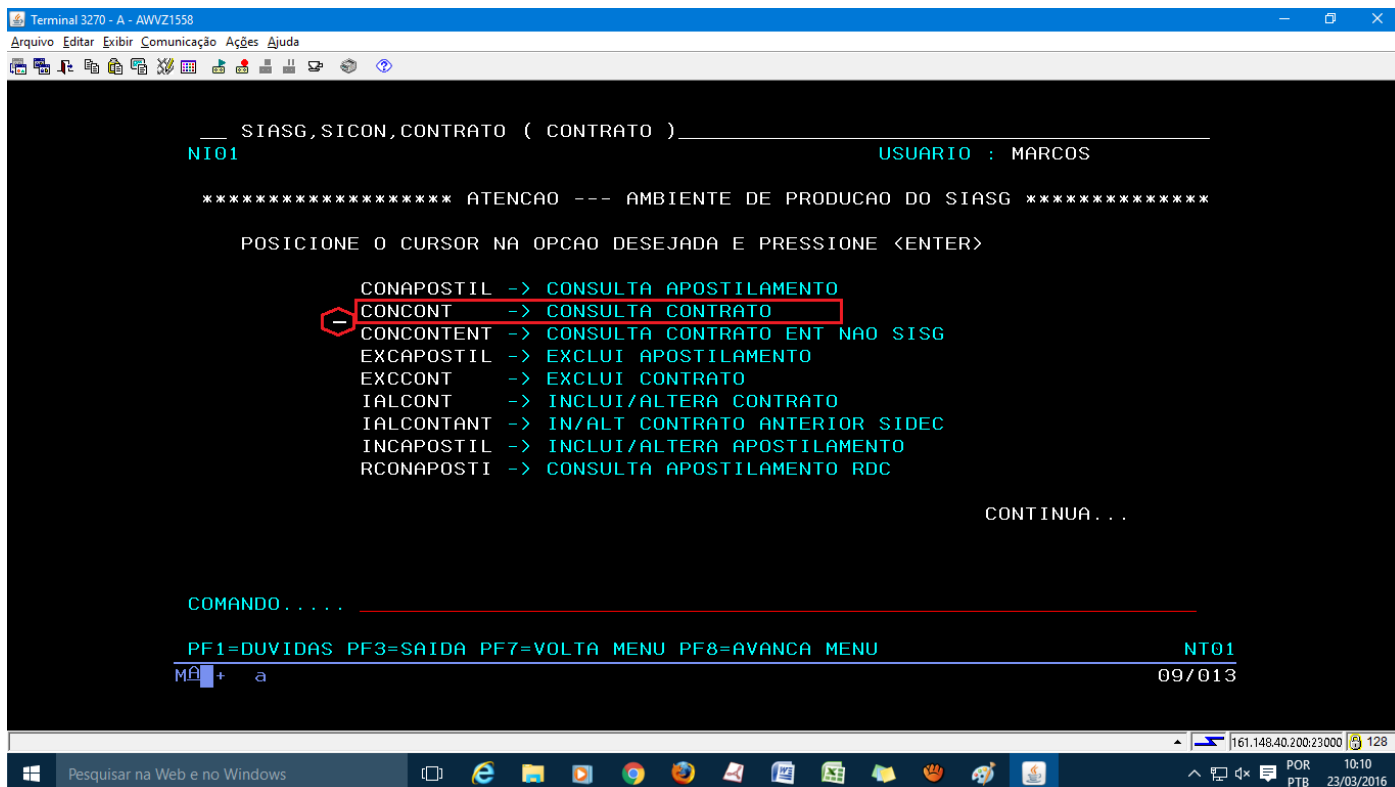 Terminal 3270 - A - AWVZ1558
Arquivo Editar Exibir Comunicação Ações Ajuda
__ SIASG,SICON,CONTRATO ( CONTRATO )________________________________________
NI01 USUARIO : MARCOS
******************* ATENCAO --- AMBIENTE DE PRODUCAO DO SIASG **************
POSICIONE O CURSOR NA OPCAO DESEJADA E PRESSIONE <ENTER>
CONAPOSTIL -> CONSULTA APOSTILAMENTO
_ CONCONT -> CONSULTA CONTRATO
CONCONTENT -> CONSULTA CONTRATO ENT NAO SISG
EXCAPOSTIL -> EXCLUI APOSTILAMENTO
EXCCONT -> EXCLUI CONTRATO
IALCONT -> INCLUI/ALTERA CONTRATO
IALCONTANT -> IN/ALT CONTRATO ANTERIOR SIDEC
INCAPOSTIL -> INCLUI/ALTERA APOSTILAMENTO
RCONAPOSTI -> CONSULTA APOSTILAMENTO RDC
CONTINUA...
COMANDO..... _______________________________________________________________
PF1=DUVIDAS PF3=SAIDA PF7=VOLTA MENU PF8=AVANCA MENU NT01
MA + a 09/013
161.148.40.200:23000 128
Pesquisar na Web e no Windows POR 10:10
PTB 23/03/2016